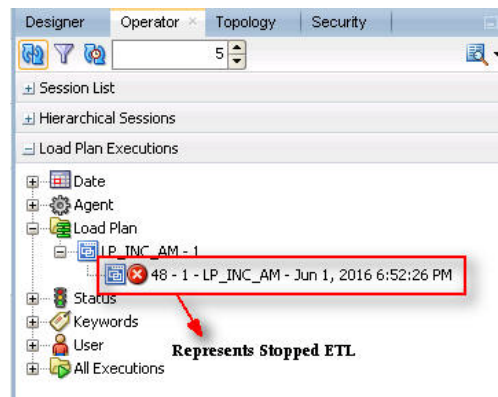 Designer Operator Topology Security
5
Session List
Hierarchical Sessions
Load Plan Executions
Date
Agent
Load Plan
LP_INC_AM - 1
48 - 1 - LP_INC_AM - Jun 1, 2016 6:52:26 PM
Status
Keywords
User
Represents Stopped ETL
All Executions